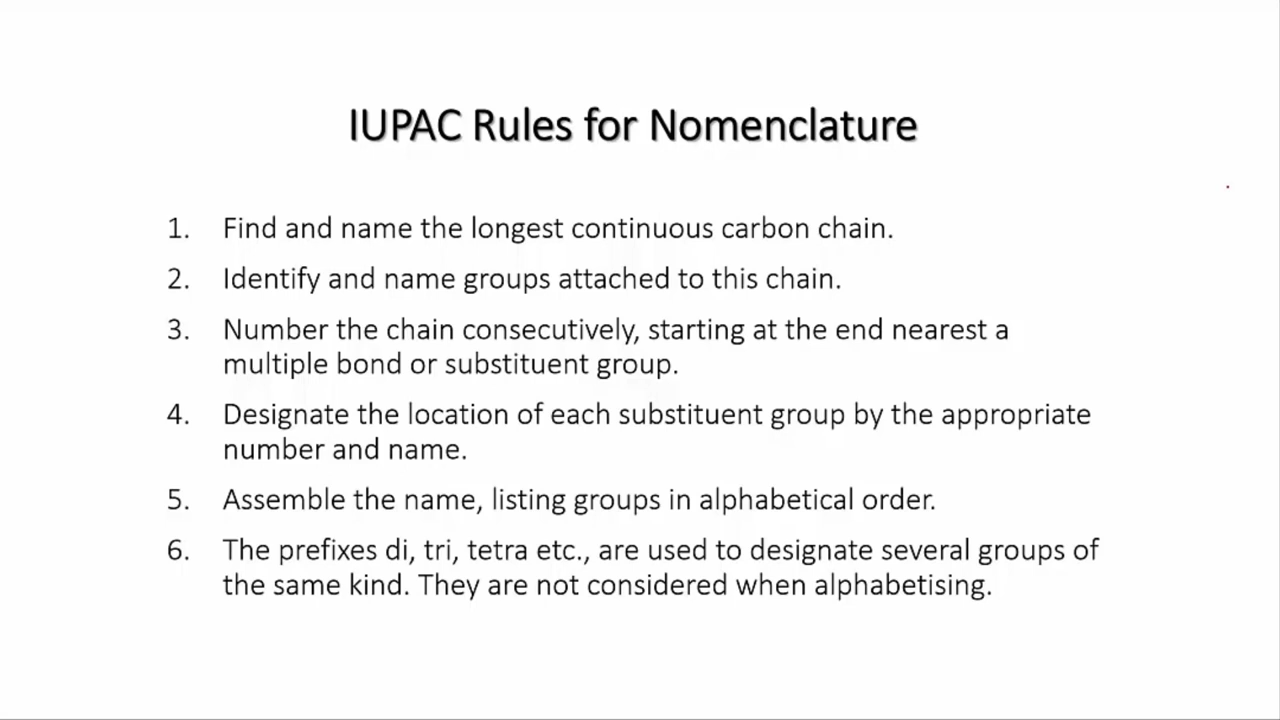 IUPAC Rules for Nomenclature
1. Find and name the longest continuous carbon chain.
2. Identify and name groups attached to this chain.
3. Number the chain consecutively, starting at the end nearest a
multiple bond or substituent group.
4. Designate the location of each substituent group by the appropriate
number and name.
5. Assemble the name, listing groups in alphabetical order.
6. The prefixes di, tri, tetra etc., are used to designate several groups of
the same kind. They are not considered when alphabetising.